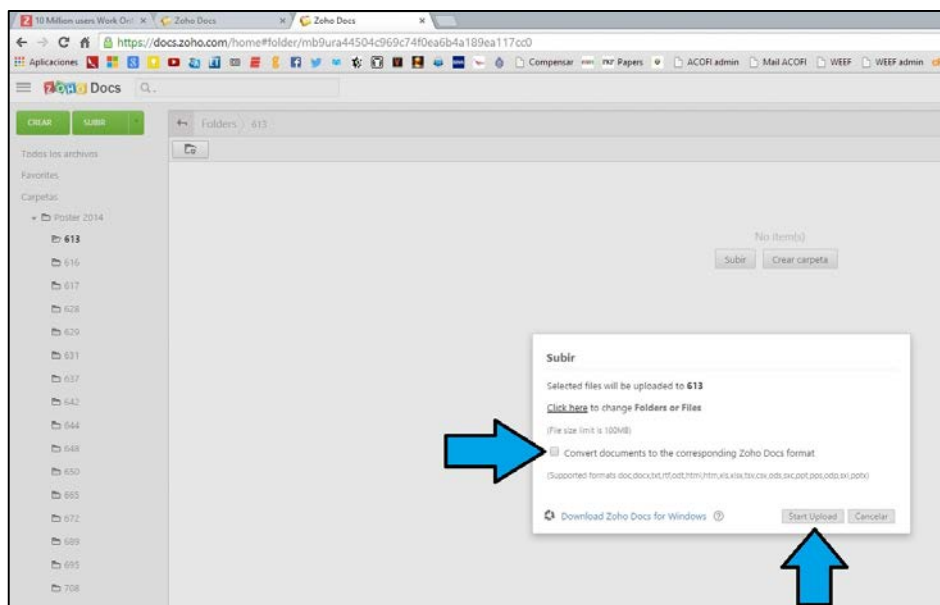 10 Million users Work Onli
Zoho Docs
Zoho Docs
https://docs.zoho.com/home#folder/mb9ura44504c969c74f0ea6b4a189ea117cc0
Aplicaciones
Compensar
Papers
ACOFI admin
Mail ACOFI
WEEF
WEEF admin
ZOHO Docs
CREAR
SUBIR
Folders
613
Todos los archivos
Favorites
Carpetas
Poster 2014
613
616
617
628
629
631
637
642
644
648
650
665
672
689
695
708
No item(s)
Subir
Crear carpeta
Subir
Selected files will be uploaded to 613
Click here to change Folders or Files
(File size limit is 100MB)
Convert documents to the corresponding Zoho Docs format
(Supported formats doc,docx,txt,rtf,odt,html,htm,xls,xlsx,tsv,csv,ods,sxc,ppt,pps,odp,sxi,pptx)
Download Zoho Docs for Windows
Start Upload
Cancelar